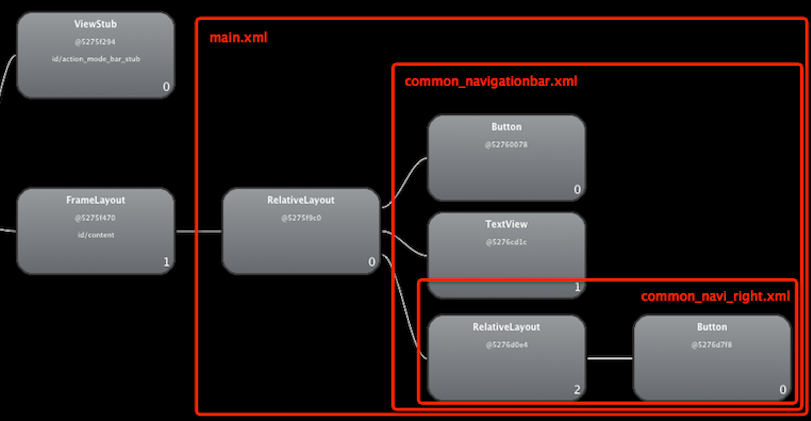 ViewStub
@5275f294
id/action_mode_bar_stub
0
main.xml
common_navigationbar.xml
Button
@52760078
0
FrameLayout
@5275f470
id/content
1
RelativeLayout
@5275f9c0
0
TextView
@5276cd1c
1
common_navi_right.xml
RelativeLayout
@5276d0e4
2
Button
@5276d7f8
0